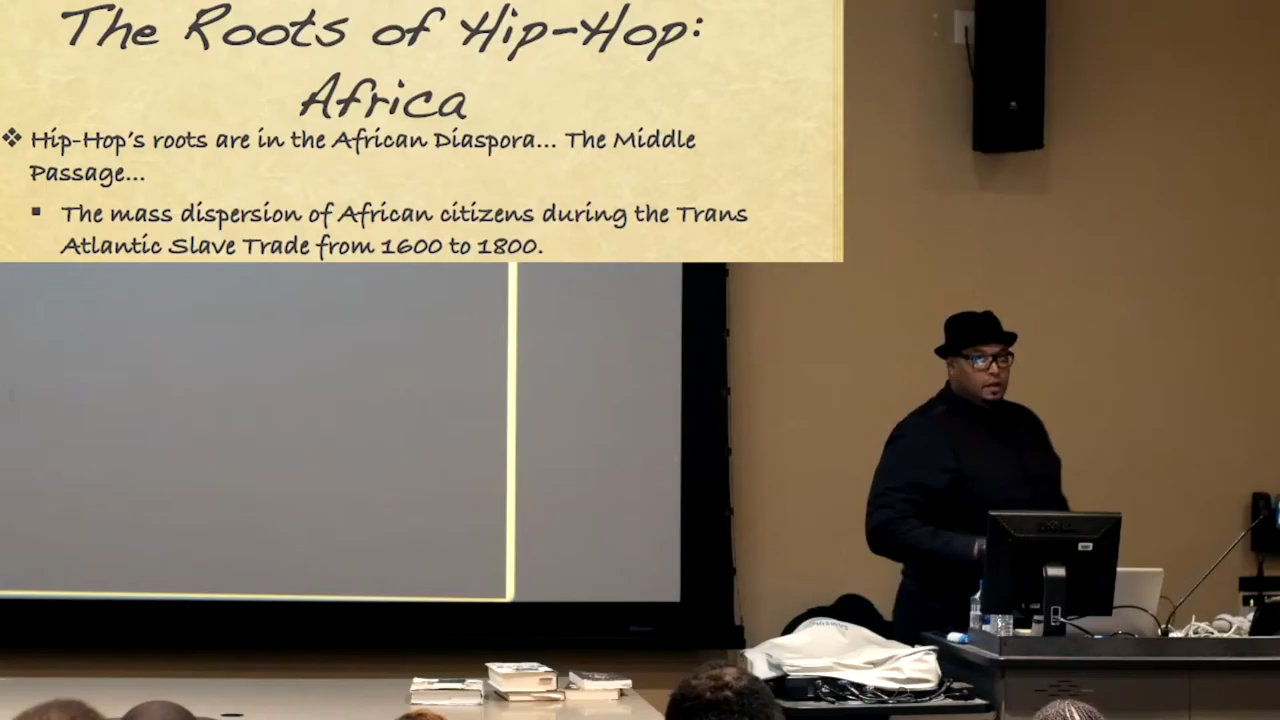 The Roots of Hip-Hop:
Africa
❖ Hip-Hop's roots are in the African Diaspora... The Middle
Passage...
▪ The mass dispersion of African citizens during the Trans
Atlantic Slave Trade from 1600 to 1800.
DELL